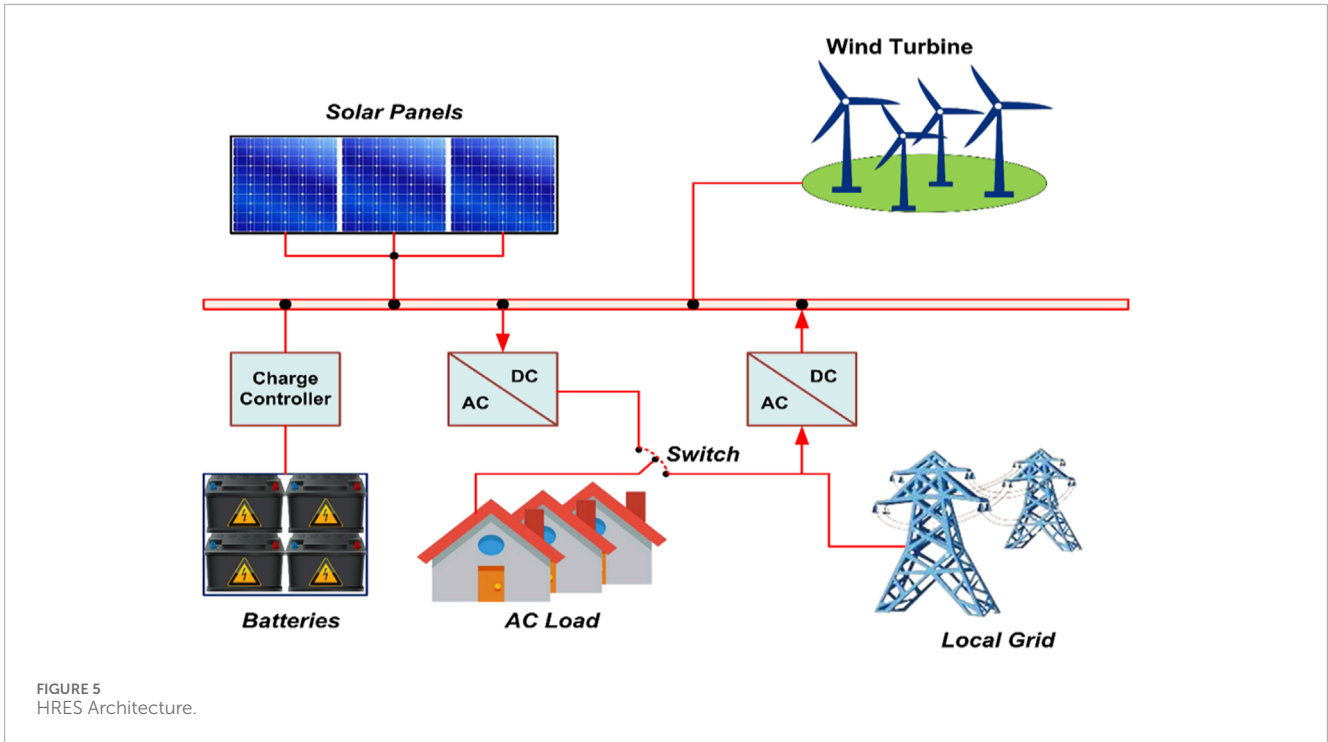 Wind Turbine
Solar Panels
Charge
Controller
DC
AC
DC
AC
Switch
Batteries
AC Load
Local Grid
FIGURE 5
HRES Architecture.